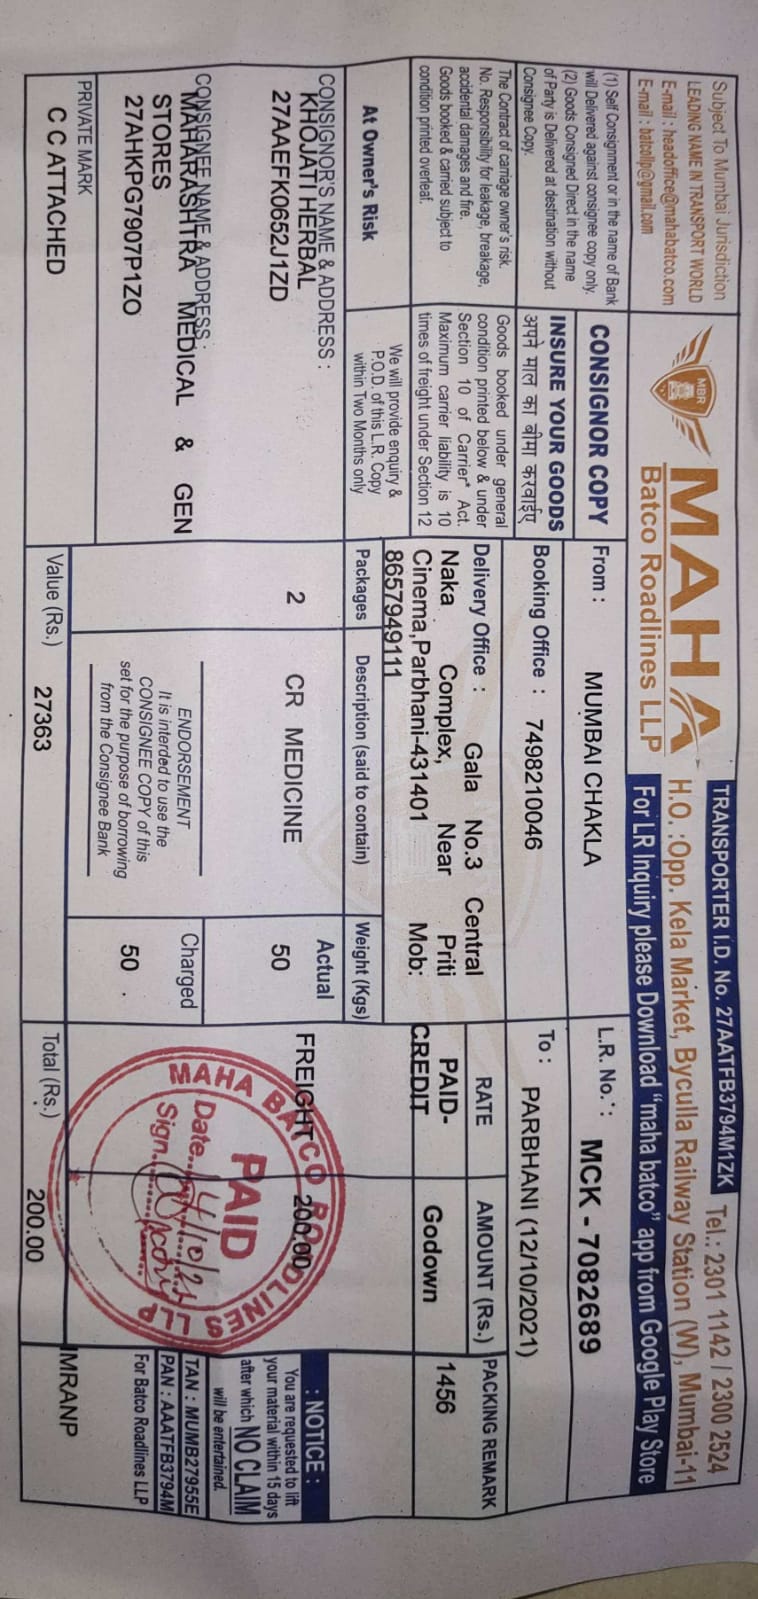 Subject To Mumbai Jurisdiction
LEADING NAME IN TRANSPORT WORLD
E-mail : headoffice@mahabatco.com
E-mail : batcollp@gmail.com
MBR
MAHA
Batco Roadlines LLP
TRANSPORTER I.D. No. 27AATFB3794M1ZK
Tel.: 2301 1142 / 2300 2524
H.O. :Opp. Kela Market, Byculla Railway Station (W), Mumbai-11
For LR Inquiry please Download "maha batco" app from Google Play Store
(1) Self Consignment or in the name of Bank
will Delivered against consignee copy only.
(2) Goods Consigned Direct in the name
of Party is Delivered at destination without
Consignee Copy.
CONSIGNOR COPY
INSURE YOUR GOODS
अपने माल का बीमा करवाईए
From : MUMBAI CHAKLA
L.R. No. : MCK - 7082689
Booking Office : 7498210046
To : PARBHANI (12/10/2021)
The Contract of carriage owner's risk.
No. Responsibility for leakage, breakage,
accidental damages and fire.
Goods booked & carried subject to
condition printed overleaf.
Goods booked under general
condition printed below & under
Section 10 of Carrier* Act.
Maximum carrier liability is 10
times of freight under Section 12
Delivery Office : Gala No.3 Central
Naka Complex, Near Priti
Cinema,Parbhani-431401 Mob:
8657949111
RATE
AMOUNT (Rs.)
PACKING REMARK
PAID-
CREDIT
Godown
1456
At Owner's Risk
We will provide enquiry &
P.O.D. of this L.R. Copy
within Two Months only
Packages
Description (said to contain)
Weight (Kgs)
CONSIGNOR'S NAME & ADDRESS :
KHOJATI HERBAL
27AAEFK0652J1ZD
2
CR MEDICINE
Actual
50
FREIGHT
200.00
: NOTICE :
You are requested to lift
your material within 15 days
after which NO CLAIM
will be entertained.
CONSIGNEE NAME & ADDRESS :
MAHARASHTRA MEDICAL & GEN
STORES
27AHKPG7907P1ZO
ENDORSEMENT
It is interded to use the
CONSIGNEE COPY of this
set for the purpose of borrowing
from the Consignee Bank
Charged
50
MAHA BATCO ROADLINES LLP
PAID
Date.. 4/10/21
Sign.
TAN : MUMB27955E
PAN : AAATFB3794M
For Batco Roadlines LLP
PRIVATE MARK
C C ATTACHED
Value (Rs.) 27363
Total (Rs.) 200.00
IMRANP